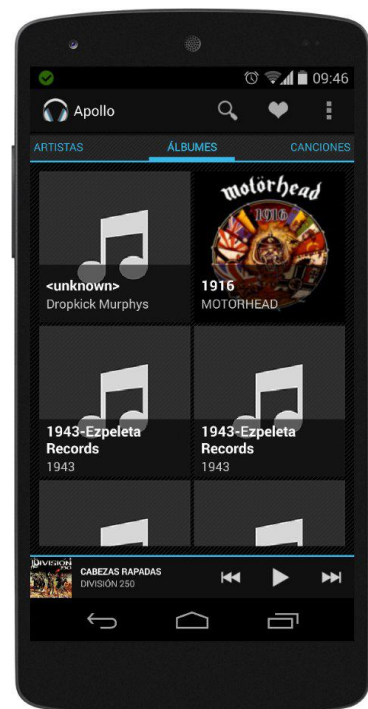 09:46
Apollo
ARTISTAS ÁLBUMES CANCIONES
Motörhead
1916
<unknown>
Dropkick Murphys
1916
MOTORHEAD
1943-Ezpeleta
Records
1943
1943-Ezpeleta
Records
1943
DIVISIÓN
250
CABEZAS RAPADAS
DIVISIÓN 250